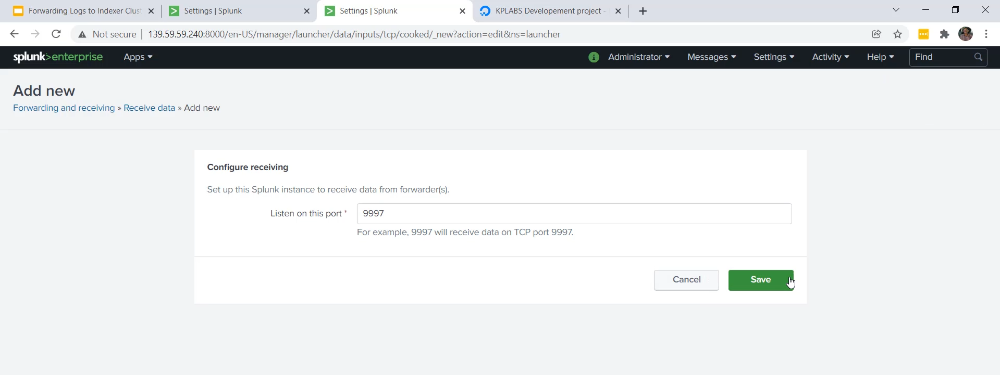 Forwarding Logs to Indexer Clust
Settings | Splunk
Settings | Splunk
KPLABS Developement project -
Not secure
139.59.59.240:8000/en-US/manager/launcher/data/inputs/tcp/cooked/_new?action=edit&ns=launcher
splunk>enterprise
Apps
i
Administrator
Messages
Settings
Activity
Help
Find
Add new
Forwarding and receiving » Receive data » Add new
Configure receiving
Set up this Splunk instance to receive data from forwarder(s).
Listen on this port *
9997
For example, 9997 will receive data on TCP port 9997.
Cancel
Save